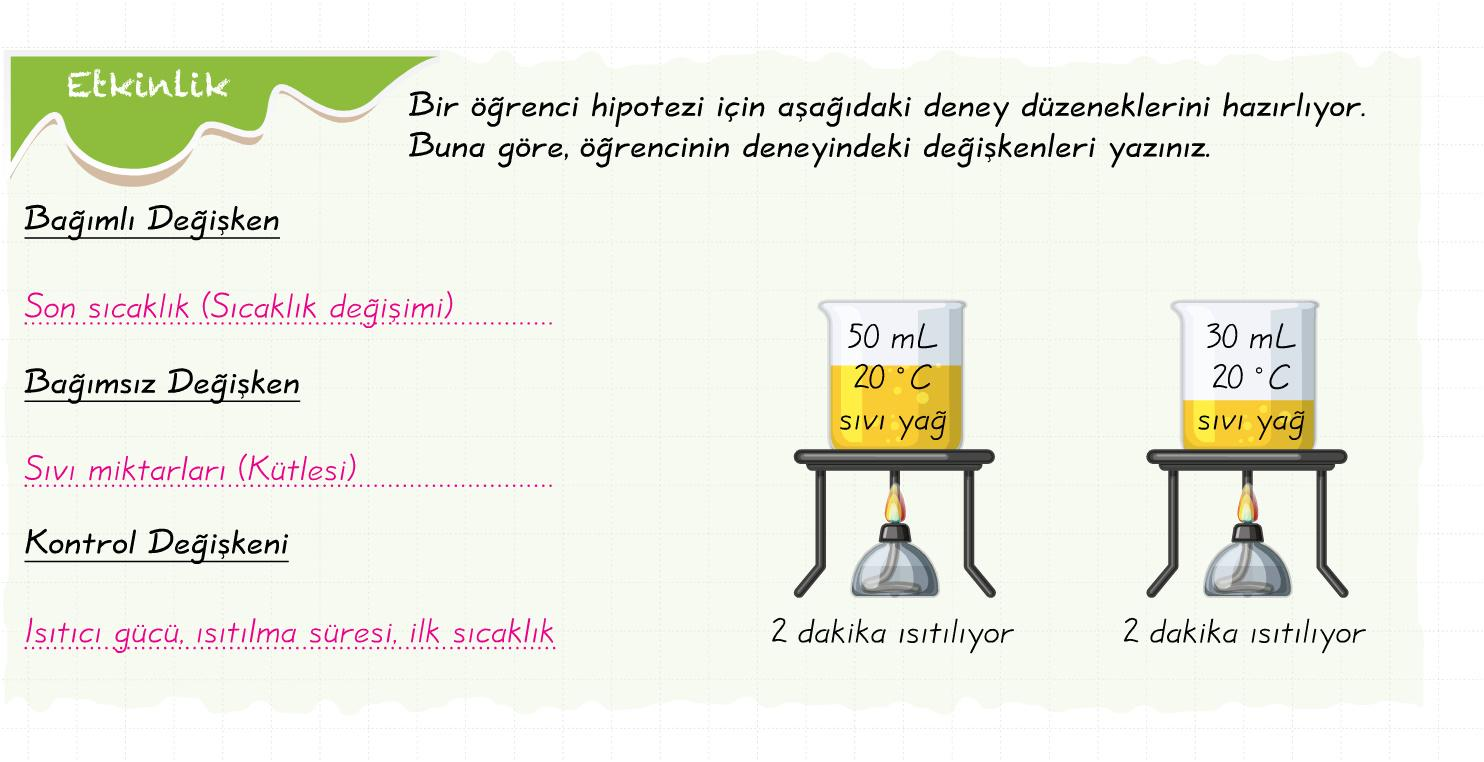 Etkinlik
Bir öğrenci hipotezi için aşağıdaki deney düzeneklerini hazırlıyor.
Buna göre, öğrencinin deneyindeki değişkenleri yazınız.
Bağımlı Değişken
Son sıcaklık (Sıcaklık değişimi)
Bağımsız Değişken
Sıvı miktarları (Kütlesi)
Kontrol Değişkeni
Isıtıcı gücü, ısıtılma süresi, ilk sıcaklık
50 mL
20 °C
sıvı yağ
2 dakika ısıtılıyor
30 mL
20 °C
sıvı yağ
2 dakika ısıtılıyor